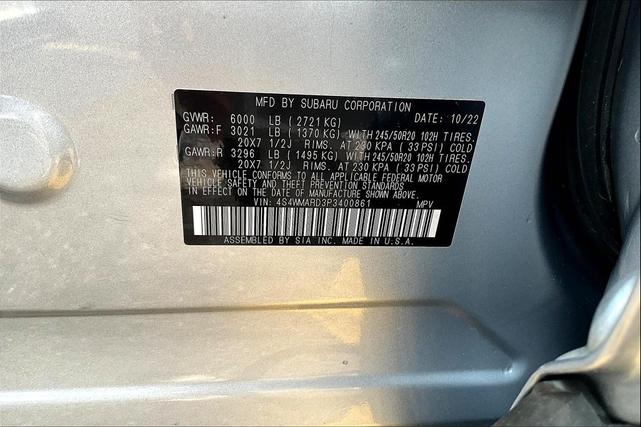 MFD BY SUBARU CORPORATION
GVWR: 6000 LB ( 2721 KG) DATE: 10/22
GAWR:F 3021 LB ( 1370 KG) WITH 245/50R20 102H TIRES.
20X7 1/2J RIMS. AT 230 KPA ( 33 PSI) COLD
GAWR:R 3296 LB ( 1495 KG) WITH 245/50R20 102H TIRES.
20X7 1/2J RIMS. AT 230 KPA ( 33 PSI) COLD
THIS VEHICLE CONFORMS TO ALL APPLICABLE FEDERAL MOTOR
VEHICLE SAFETY AND THEFT PREVENTION STANDARDS
IN EFFECT ON THE DATE OF MANUFACTURE SHOWN ABOVE.
VIN: 4S4WMARD3P3400861 MPV
ASSEMBLED BY SIA INC. MADE IN U.S.A.